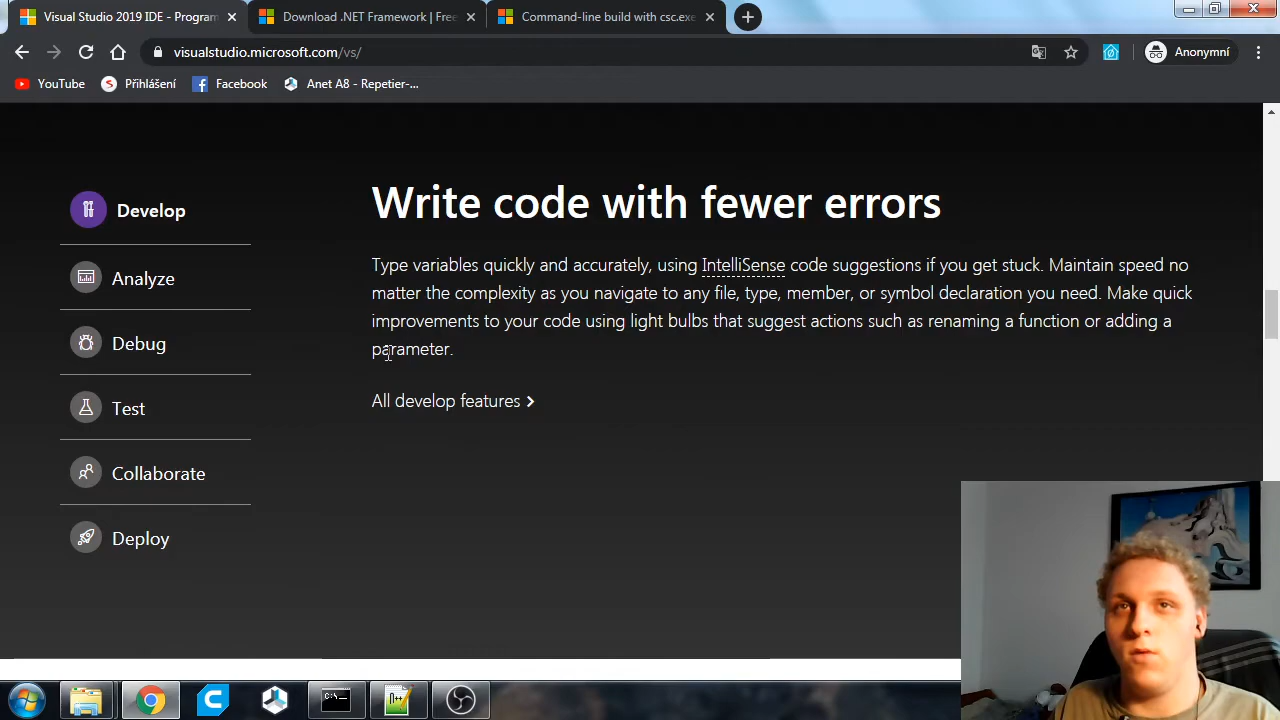 Visual Studio 2019 IDE - Program
Download .NET Framework | Free
Command-line build with csc.exe
visualstudio.microsoft.com/vs/
Anonymní
YouTube
Přihlášení
Facebook
Anet A8 - Repetier-...
Develop
Analyze
Debug
Test
Collaborate
Deploy
Write code with fewer errors
Type variables quickly and accurately, using IntelliSense code suggestions if you get stuck. Maintain speed no
matter the complexity as you navigate to any file, type, member, or symbol declaration you need. Make quick
improvements to your code using light bulbs that suggest actions such as renaming a function or adding a
parameter.
All develop features